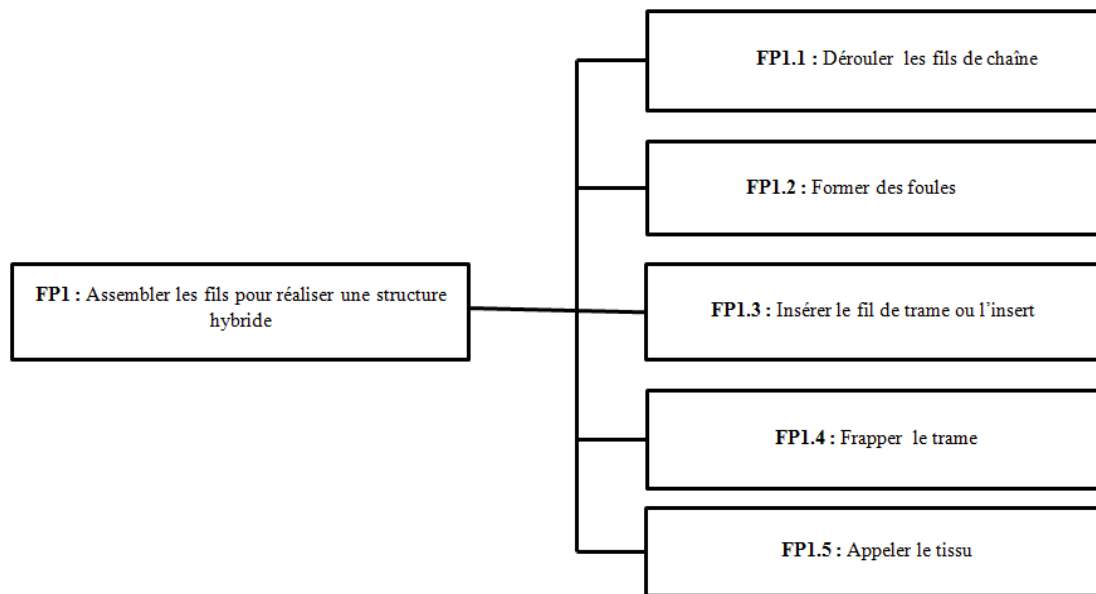 FP1.1 : Dérouler les fils de chaîne
FP1.2 : Former des foules
FP1 : Assembler les fils pour réaliser une structure
hybride
FP1.3 : Insérer le fil de trame ou l'insert
FP1.4 : Frapper le trame
FP1.5 : Appeler le tissu